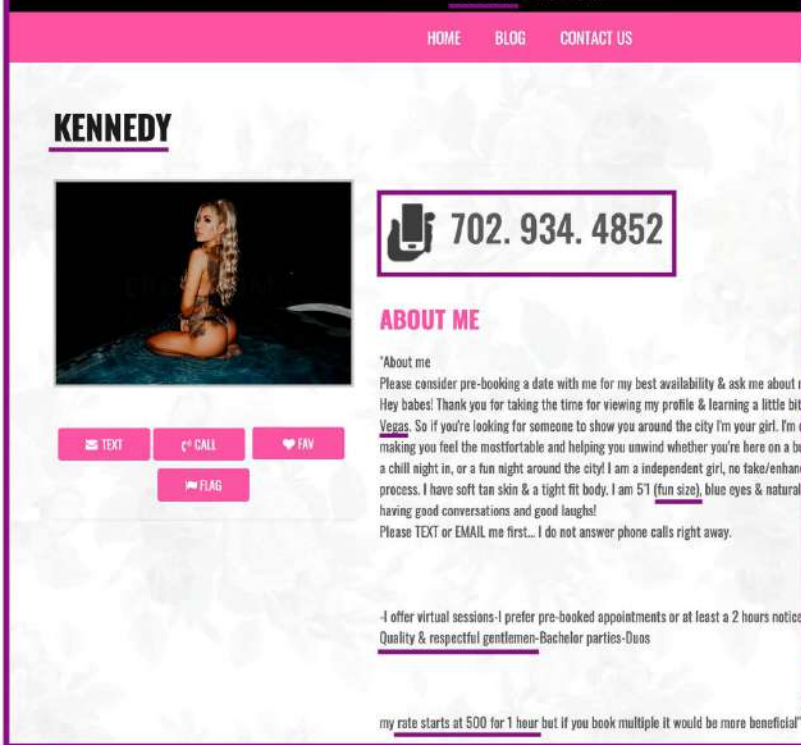 HOME BLOG CONTACT US
KENNEDY
702. 934. 4852
ABOUT ME
"About me
Please consider pre-booking a date with me for my best availability & ask me about
Hey babes! Thank you for taking the time for viewing my profile & learning a little bit
Vegas. So if you're looking for someone to show you around the city I'm your girl. I'm
making you feel the mostfortable and helping you unwind whether you're here on a
a chill night in, or a fun night around the city! I am a independent girl, no
process. I have soft tan skin & a tight fit body. I am 5'1 (fun size), blue eyes & natural
having good conversations and good laughs!
Please TEXT or EMAIL me first... I do not answer phone calls right away.
TEXT CALL FAV
FLAG
-I offer virtual sessions-I prefer pre-booked appointments or at least a 2 hours notice
Quality & respectful gentlemen-Bachelor parties-Duos
my rate starts at 500 for 1 hour but if you book multiple it would be more beneficial"